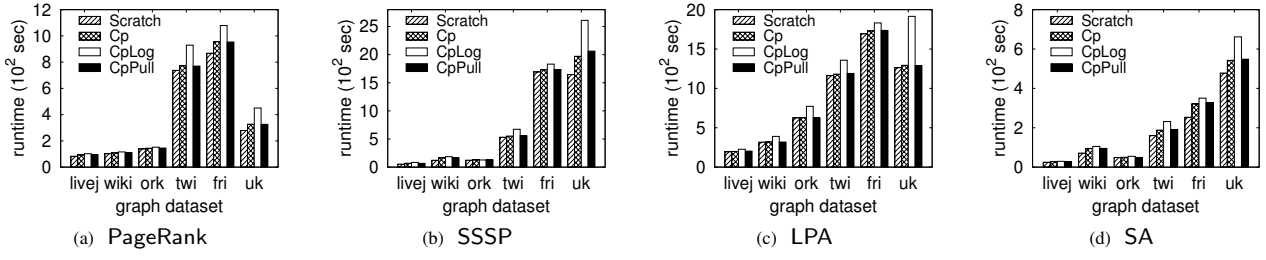 12
10
8
6
4
2
0
runtime (10² sec)
Scratch
Cp
CpLog
CpPull
livej wiki ork twi fri uk
graph dataset
(a) PageRank
25
20
15
10
5
0
runtime (10² sec)
Scratch
Cp
CpLog
CpPull
livej wiki ork twi fri uk
graph dataset
(b) SSSP
20
15
10
5
0
runtime (10² sec)
Scratch
Cp
CpLog
CpPull
livej wiki ork twi fri uk
graph dataset
(c) LPA
8
6
4
2
0
runtime (10² sec)
Scratch
Cp
CpLog
CpPull
livej wiki ork twi fri uk
graph dataset
(d) SA